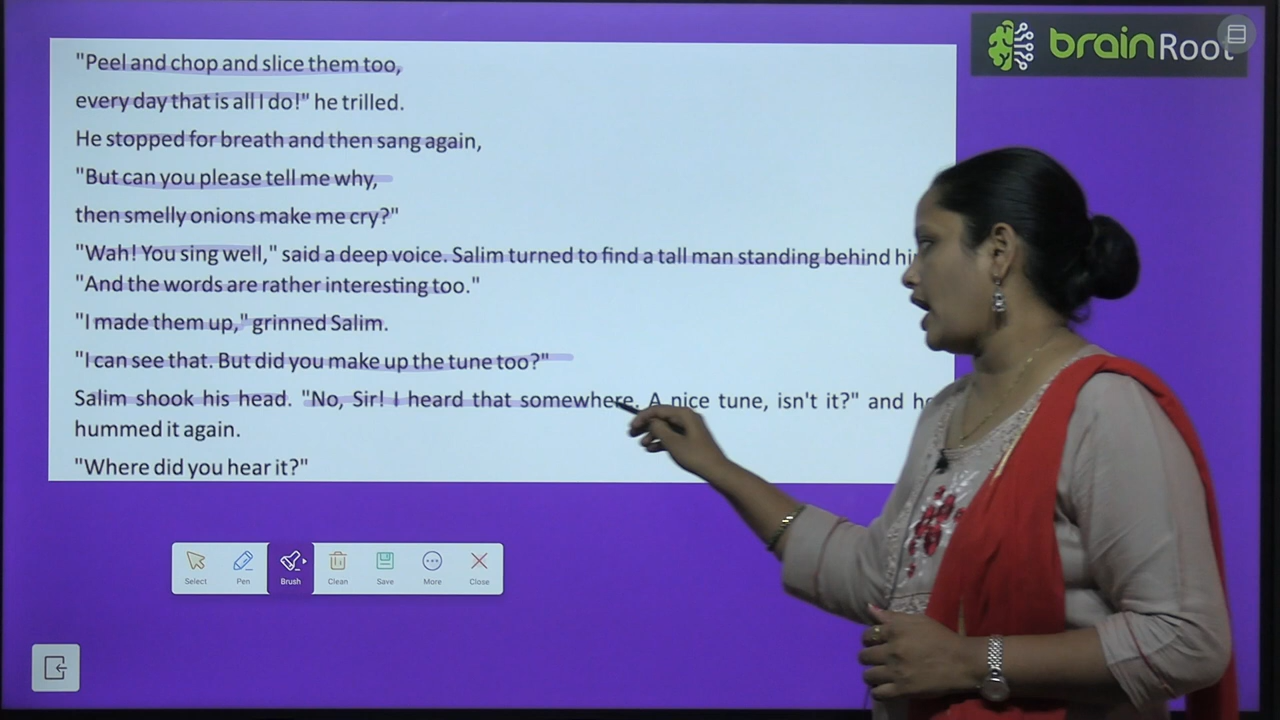 brainRoot
"Peel and chop and slice them too,
every day that is all I do!" he trilled.
He stopped for breath and then sang again,
"But can you please tell me why,
then smelly onions make me cry?"
"Wah! You sing well," said a deep voice. Salim turned to find a tall man standing behind
"And the words are rather interesting too."
"I made them up," grinned Salim.
"I can see that. But did you make up the tune too?"
Salim shook his head. "No, Sir! I heard that somewhere. A nice tune, isn't it?" and he
hummed it again.
"Where did you hear it?"
Select Pen Brush Clean Save More Close